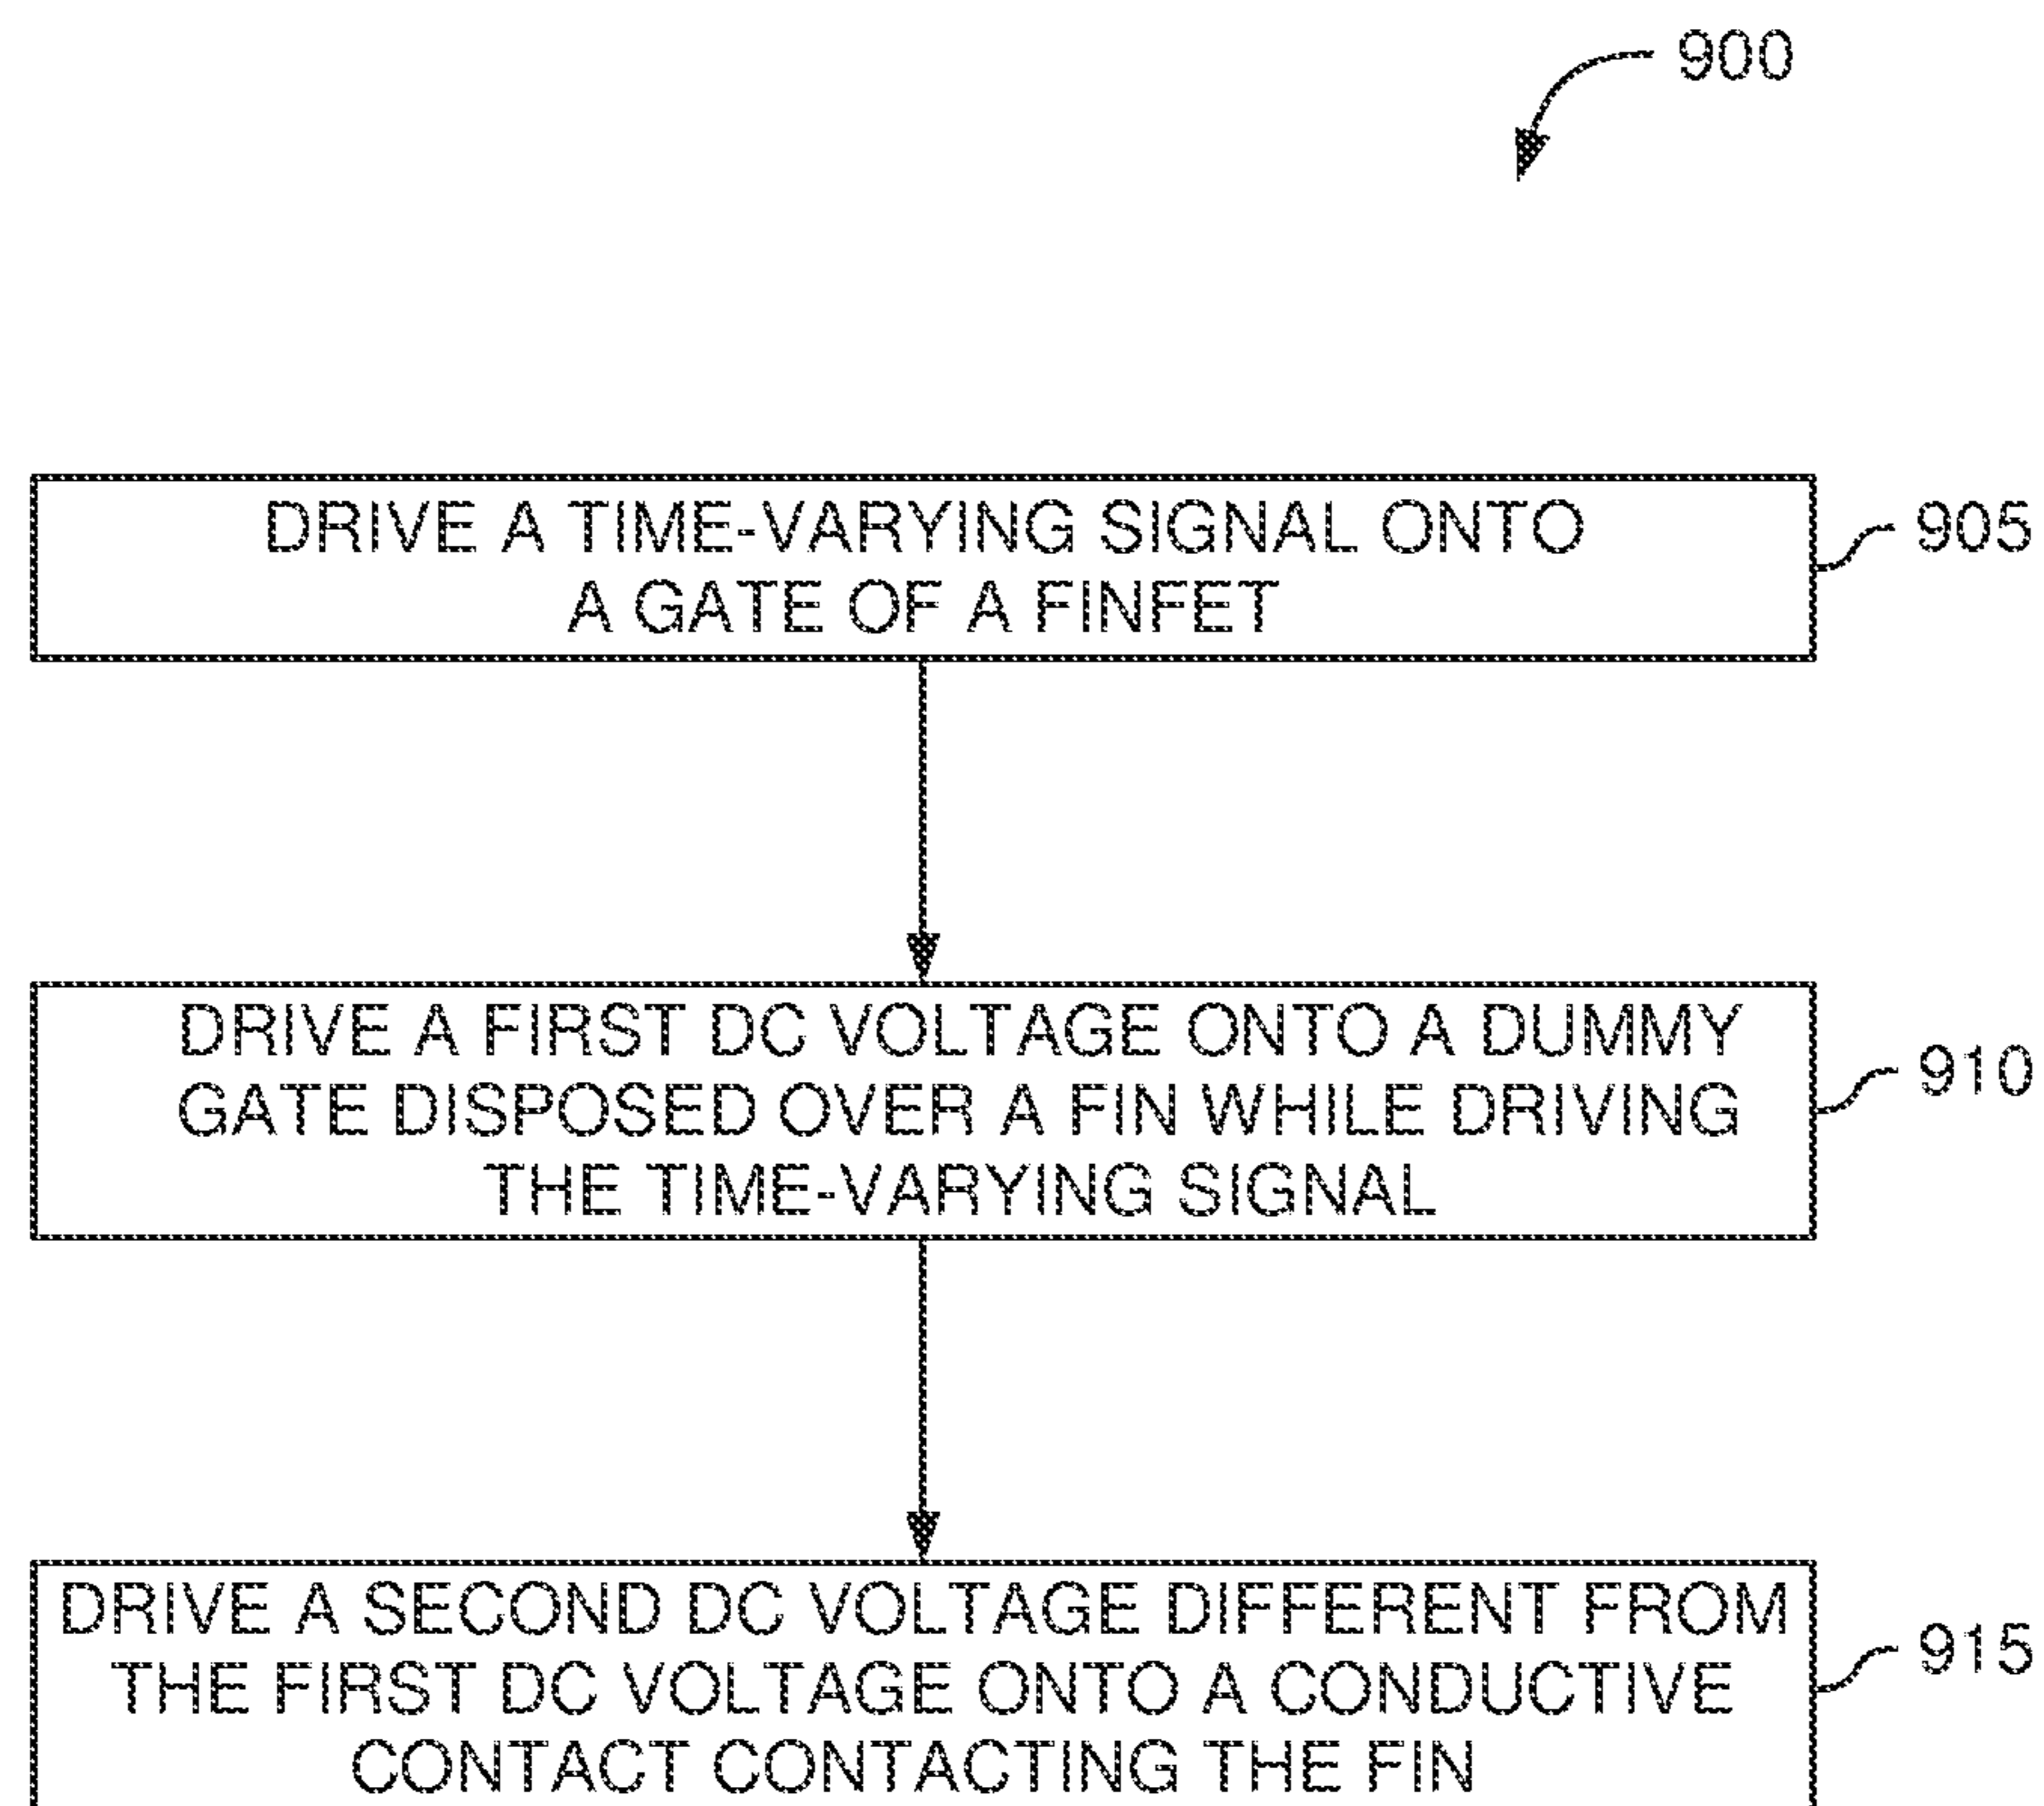 900
DRIVE A TIME-VARYING SIGNAL ONTO
A GATE OF A FINFET
905
DRIVE A FIRST DC VOLTAGE ONTO A DUMMY
GATE DISPOSED OVER A FIN WHILE DRIVING
THE TIME-VARYING SIGNAL
910
DRIVE A SECOND DC VOLTAGE DIFFERENT FROM
THE FIRST DC VOLTAGE ONTO A CONDUCTIVE
CONTACT CONTACTING THE FIN
915